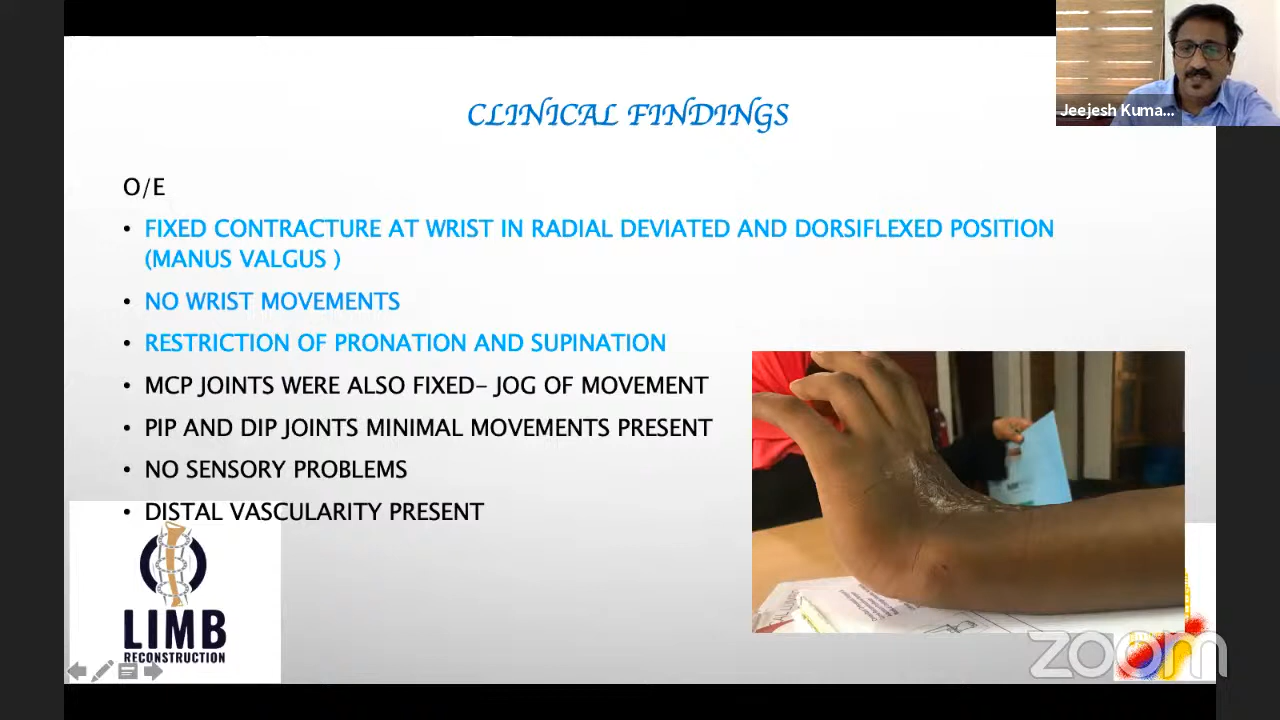 Jeejesh Kuma...
CLINICAL FINDINGS
O/E
• FIXED CONTRACTURE AT WRIST IN RADIAL DEVIATED AND DORSIFLEXED POSITION
(MANUS VALGUS )
• NO WRIST MOVEMENTS
• RESTRICTION OF PRONATION AND SUPINATION
• MCP JOINTS WERE ALSO FIXED– JOG OF MOVEMENT
• PIP AND DIP JOINTS MINIMAL MOVEMENTS PRESENT
• NO SENSORY PROBLEMS
• DISTAL VASCULARITY PRESENT
LIMB
RECONSTRUCTION
zoom